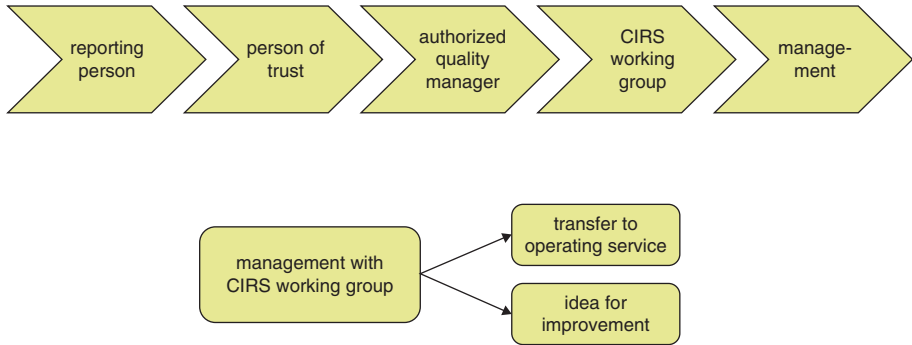 reporting
person
person of
trust
authorized
quality
manager
CIRS
working
group
manage-
ment
management with
CIRS working group
transfer to
operating service
idea for
improvement